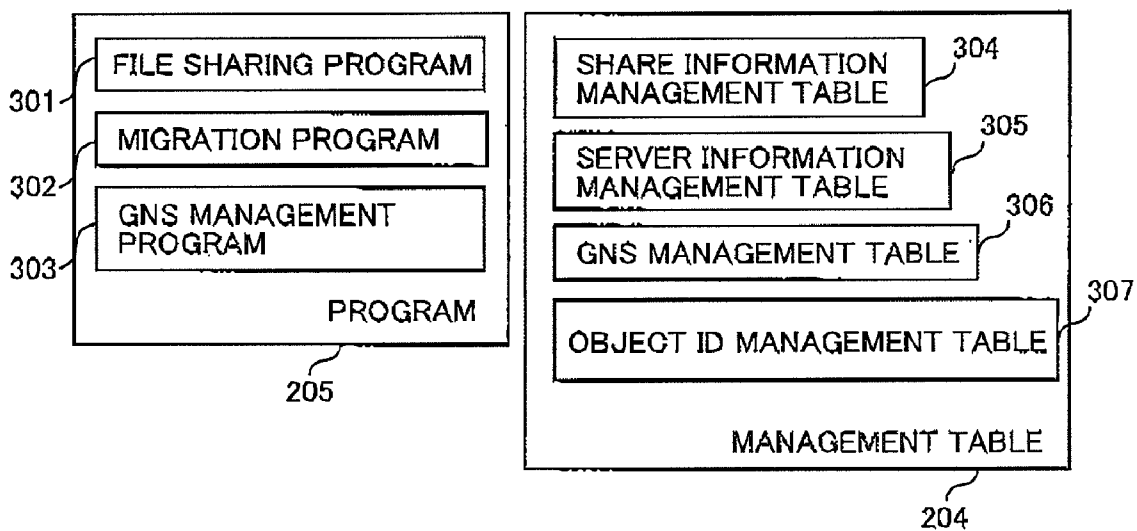 FILE SHARING PROGRAM
301
MIGRATION PROGRAM
302
GNS MANAGEMENT
PROGRAM
303
PROGRAM
205
SHARE INFORMATION
MANAGEMENT TABLE
304
SERVER INFORMATION
MANAGEMENT TABLE
305
GNS MANAGEMENT TABLE
306
OBJECT ID MANAGEMENT TABLE
307
MANAGEMENT TABLE
204